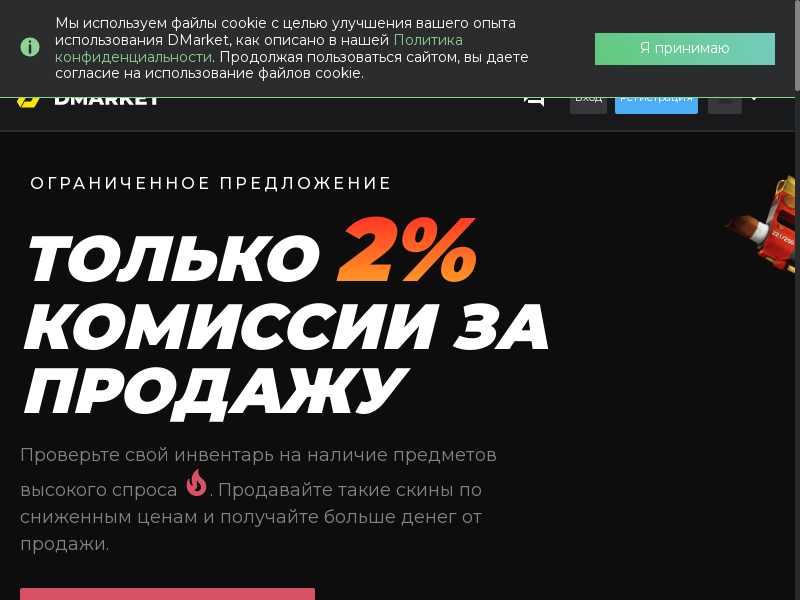 Мы используем файлы cookie с целью улучшения вашего опыта
использования DMarket, как описано в нашей Политика
конфиденциальности. Продолжая пользоваться сайтом, вы даете
согласие на использование файлов cookie.
Я принимаю
DMARKET
Вход
Регистрация
ОГРАНИЧЕННОЕ ПРЕДЛОЖЕНИЕ
ТОЛЬКО 2%
КОМИССИИ ЗА
ПРОДАЖУ
Проверьте свой инвентарь на наличие предметов
высокого спроса . Продавайте такие скины по
сниженным ценам и получайте больше денег от
продажи.